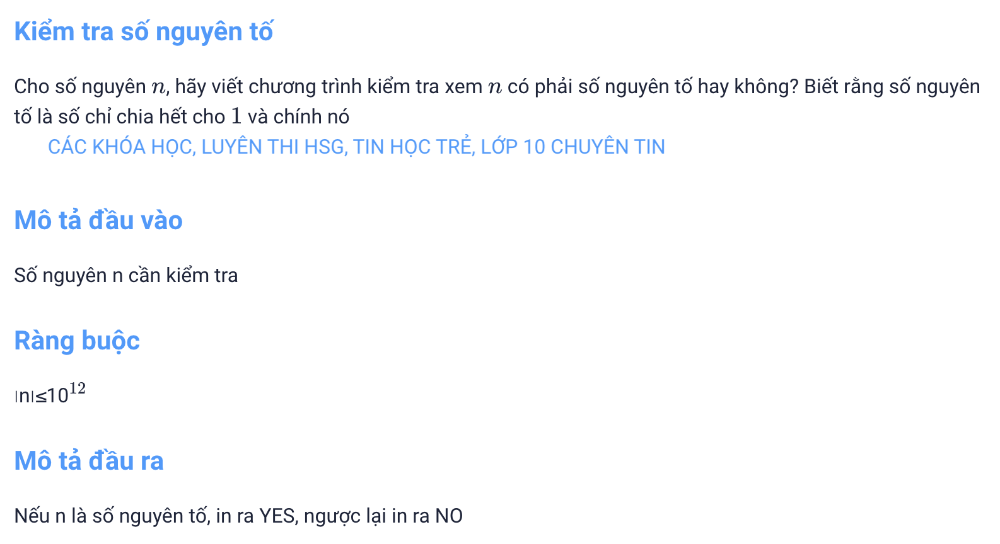 Kiểm tra số nguyên tố
Cho số nguyên n, hãy viết chương trình kiểm tra xem n có phải số nguyên tố hay không? Biết rằng số nguyên
tố là số chỉ chia hết cho 1 và chính nó
CÁC KHÓA HỌC, LUYÊN THI HSG, TIN HỌC TRẺ, LỚP 10 CHUYÊN TIN
Mô tả đầu vào
Số nguyên n cần kiểm tra
Ràng buộc
|n|≤10^12
Mô tả đầu ra
Nếu n là số nguyên tố, in ra YES, ngược lại in ra NO